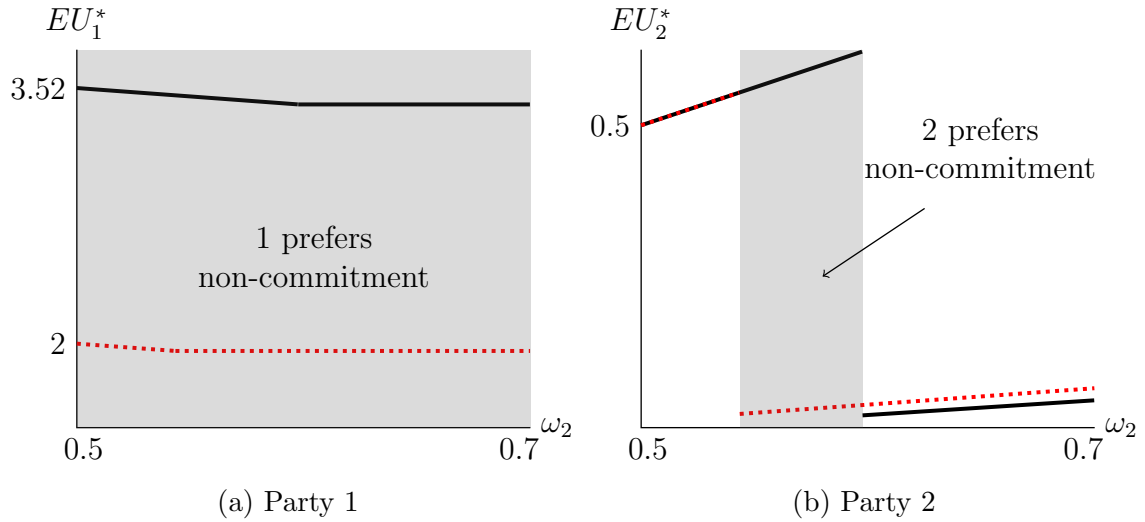 EU₁*
3.52
2
1 prefers
non-commitment
0.5
0.7
ω₂
(a) Party 1
EU₂*
0.5
2 prefers
non-commitment
0.5
0.7
ω₂
(b) Party 2